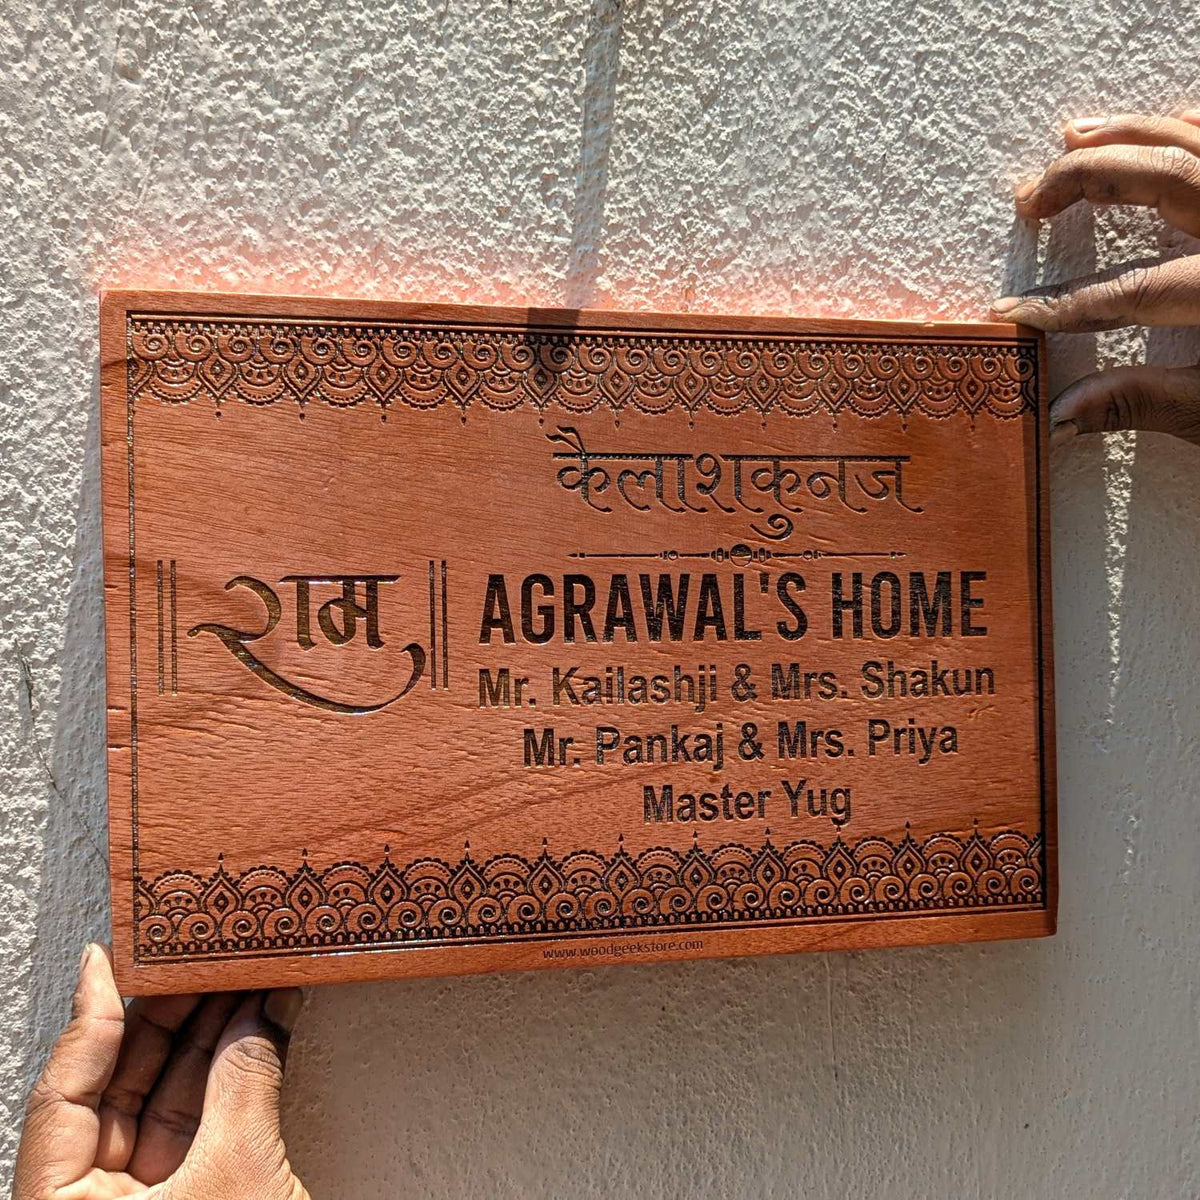 ॥ राम ॥
कैलाशकुनज
AGRAWAL'S HOME
Mr. Kailashji & Mrs. Shakun
Mr. Pankaj & Mrs. Priya
Master Yug
www.woodgeekstore.com